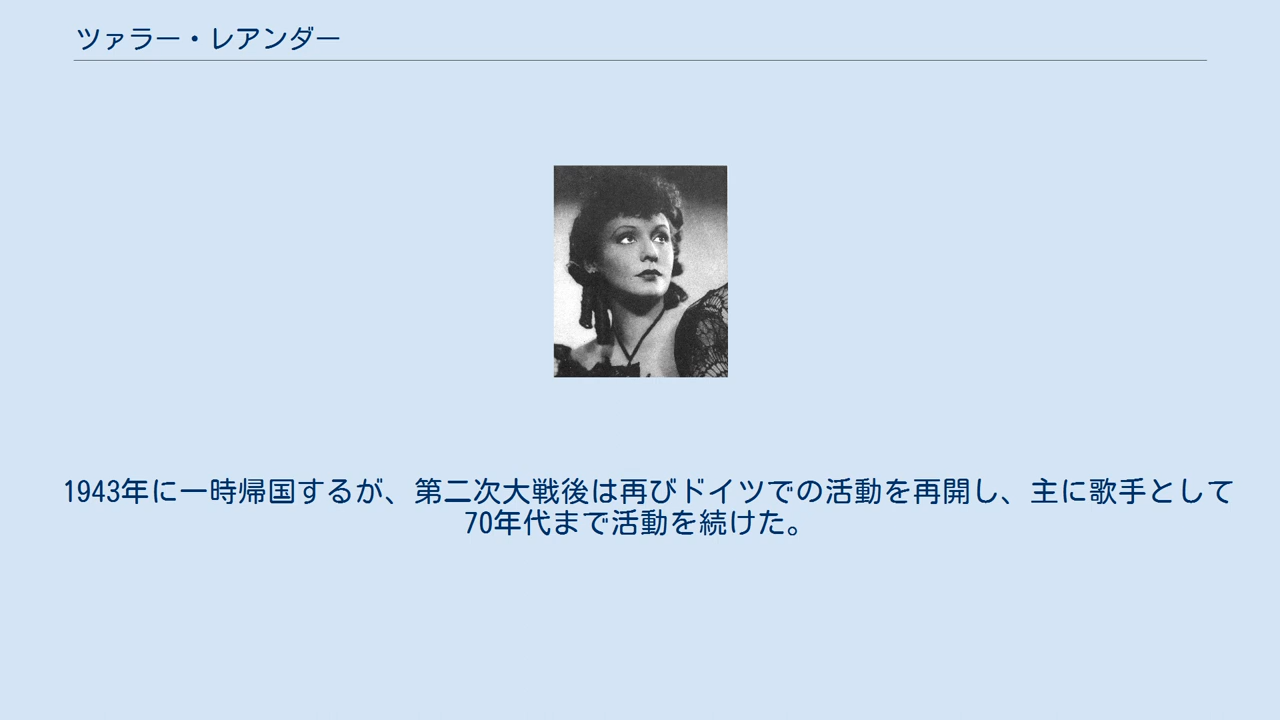 ツァラー・レアンダー
1943年に一時帰国するが、第二次大戦後は再びドイツでの活動を再開し、主に歌手として
70年代まで活動を続けた。